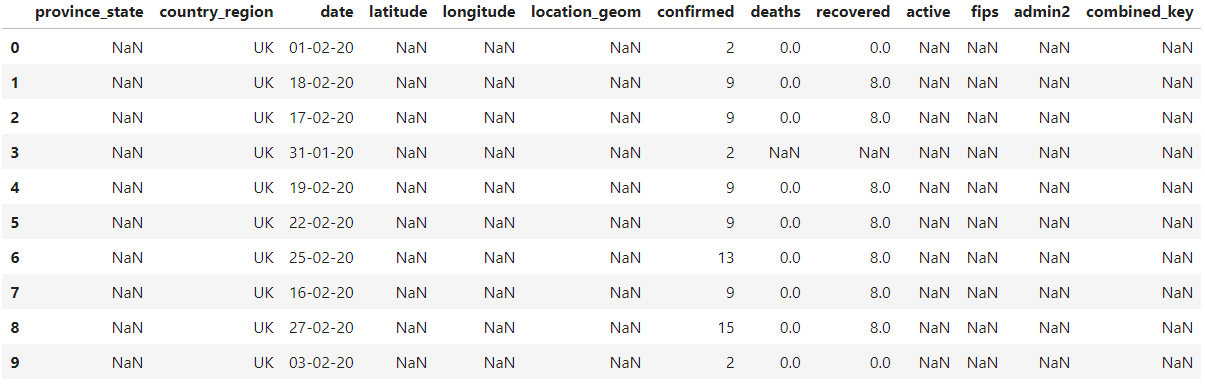 province_state country_region date latitude longitude location_geom confirmed deaths recovered active fips admin2 combined_key
0 NaN UK 01-02-20 NaN NaN NaN 2 0.0 0.0 NaN NaN NaN NaN
1 NaN UK 18-02-20 NaN NaN NaN 9 0.0 8.0 NaN NaN NaN NaN
2 NaN UK 17-02-20 NaN NaN NaN 9 0.0 8.0 NaN NaN NaN NaN
3 NaN UK 31-01-20 NaN NaN NaN 2 NaN NaN NaN NaN NaN NaN
4 NaN UK 19-02-20 NaN NaN NaN 9 0.0 8.0 NaN NaN NaN NaN
5 NaN UK 22-02-20 NaN NaN NaN 9 0.0 8.0 NaN NaN NaN NaN
6 NaN UK 25-02-20 NaN NaN NaN 13 0.0 8.0 NaN NaN NaN NaN
7 NaN UK 16-02-20 NaN NaN NaN 9 0.0 8.0 NaN NaN NaN NaN
8 NaN UK 27-02-20 NaN NaN NaN 15 0.0 8.0 NaN NaN NaN NaN
9 NaN UK 03-02-20 NaN NaN NaN 2 0.0 0.0 NaN NaN NaN NaN